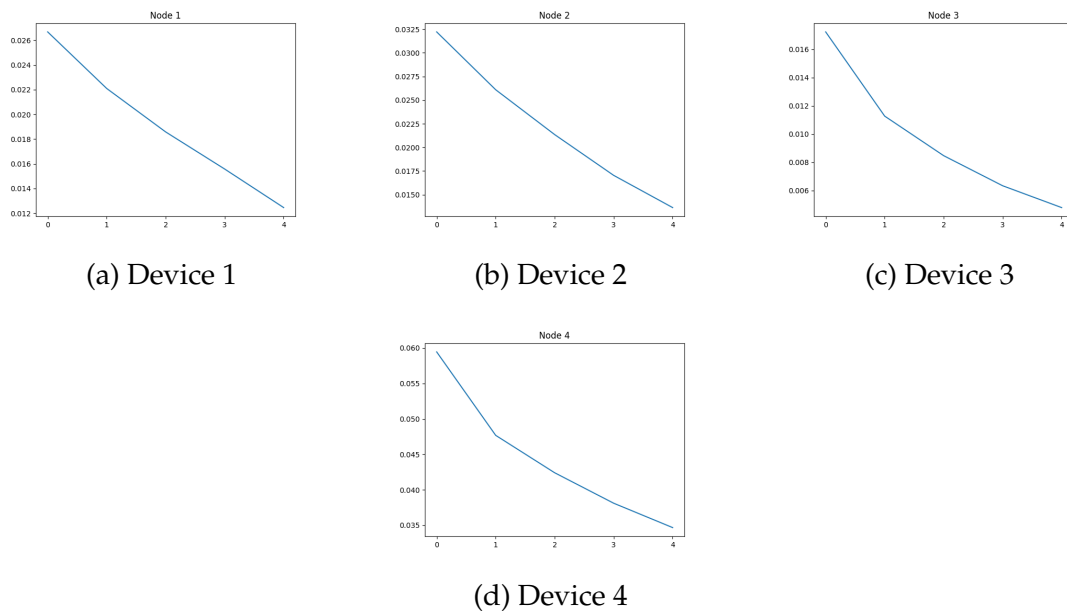 Node 1
0.026
0.024
0.022
0.020
0.018
0.016
0.014
0.012
0 1 2 3 4
(a) Device 1
Node 2
0.0325
0.0300
0.0275
0.0250
0.0225
0.0200
0.0175
0.0150
0 1 2 3 4
(b) Device 2
Node 3
0.016
0.014
0.012
0.010
0.008
0.006
0 1 2 3 4
(c) Device 3
Node 4
0.060
0.055
0.050
0.045
0.040
0.035
0 1 2 3 4
(d) Device 4